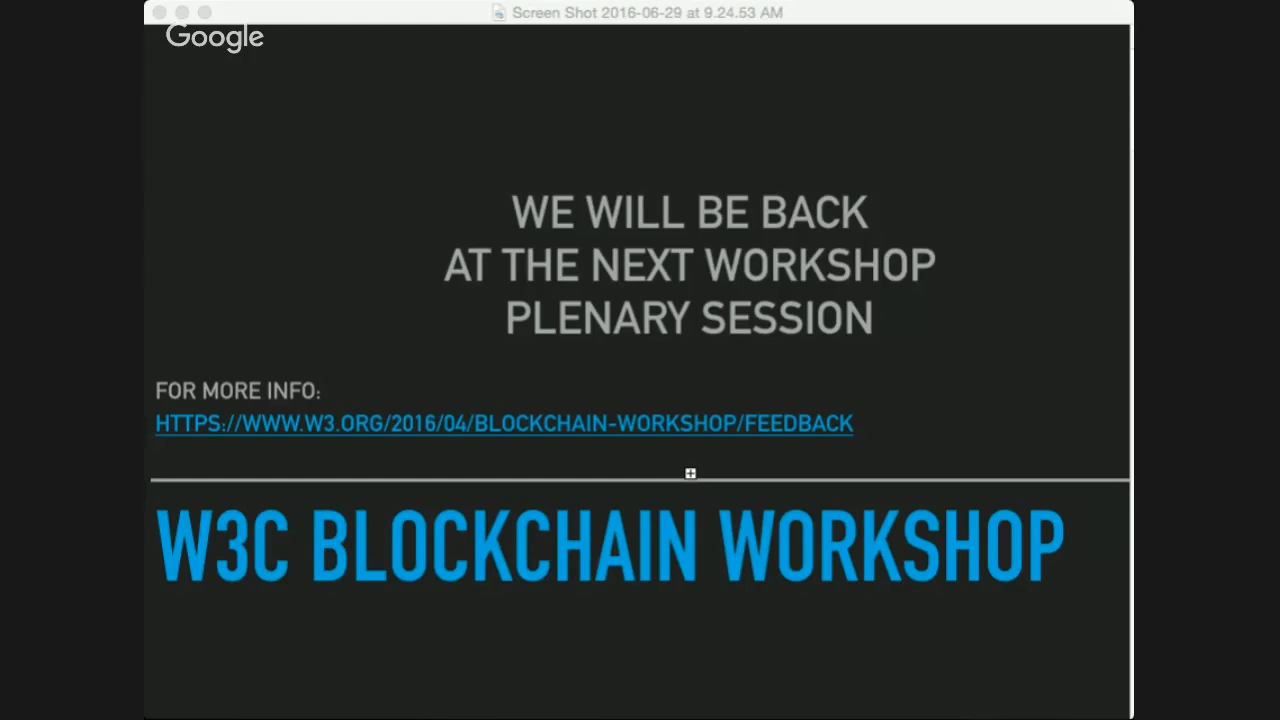 Screen Shot 2016-06-29 at 9.24.53 AM
Google
WE WILL BE BACK
AT THE NEXT WORKSHOP
PLENARY SESSION
FOR MORE INFO:
HTTPS://WWW.W3.ORG/2016/04/BLOCKCHAIN-WORKSHOP/FEEDBACK
W3C BLOCKCHAIN WORKSHOP